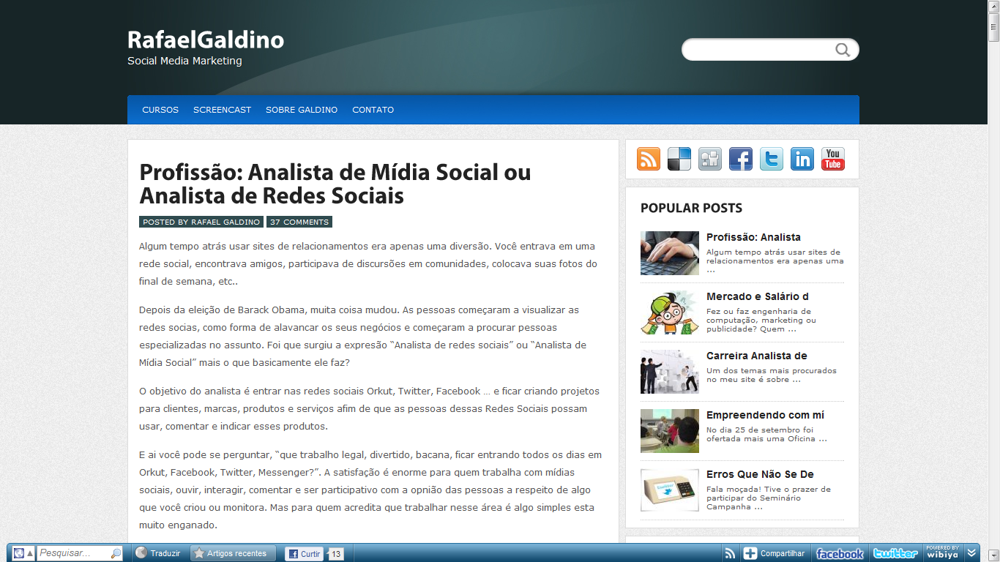 RafaelGaldino
Social Media Marketing
CURSOS SCREENCAST SOBRE GALDINO CONTATO
Profissão: Analista de Mídia Social ou
Analista de Redes Sociais
POSTED BY RAFAEL GALDINO 37 COMMENTS
Algum tempo atrás usar sites de relacionamentos era apenas uma diversão. Você entrava em uma
rede social, encontrava amigos, participava de discursões em comunidades, colocava suas fotos do
final de semana, etc..
Depois da eleição de Barack Obama, muita coisa mudou. As pessoas começaram a visualizar as
redes socias, como forma de alavancar os seus negócios e começaram a procurar pessoas
especializadas no assunto. Foi que surgiu a expresão “Analista de redes sociais” ou “Analista de
Mídia Social” mais o que basicamente ele faz?
O objetivo do analista é entrar nas redes sociais Orkut, Twitter, Facebook … e ficar criando projetos
para clientes, marcas, produtos e serviços afim de que as pessoas dessas Redes Sociais possam
usar, comentar e indicar esses produtos.
E ai você pode se perguntar, “que trabalho legal, divertido, bacana, ficar entrando todos os dias em
Orkut, Facebook, Twitter, Messenger?”. A satisfação é enorme para quem trabalha com mídias
sociais, ouvir, interagir, comentar e ser participativo com a opnião das pessoas a respeito de algo
que você criou ou monitora. Mas para quem acredita que trabalhar nesse área é algo simples esta
muito enganado.
You
Tube
POPULAR POSTS
Profissão: Analista
Algum tempo atrás usar sites de
relacionamentos era apenas uma
...
Mercado e Salário d
Fez ou faz engenharia de
computação, marketing ou
publicidade? Quem ...
Carreira Analista de
Um dos temas mais procurados
no meu site é sobre ...
Empreendendo com mí
No dia 25 de setembro foi
ofertada mais uma Oficina ...
Erros Que Não Se De
Fala moçada! Tive o prazer de
participar do Seminário
Campanha ...
Pesquisar... Traduzir Artigos recentes Curtir 13 Compartilhar facebook twitter POWERED BY wibiya